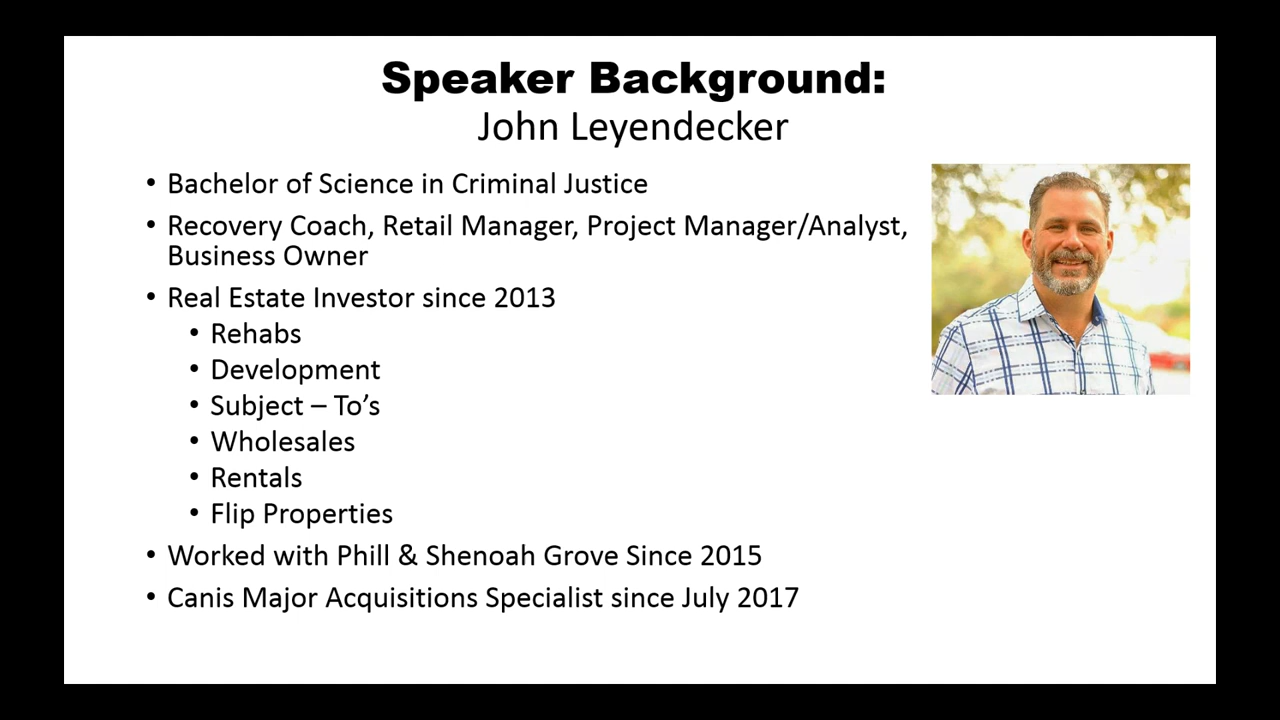 Speaker Background:
John Leyendecker
• Bachelor of Science in Criminal Justice
• Recovery Coach, Retail Manager, Project Manager/Analyst,
Business Owner
• Real Estate Investor since 2013
• Rehabs
• Development
• Subject – To’s
• Wholesales
• Rentals
• Flip Properties
• Worked with Phill & Shenoah Grove Since 2015
• Canis Major Acquisitions Specialist since July 2017